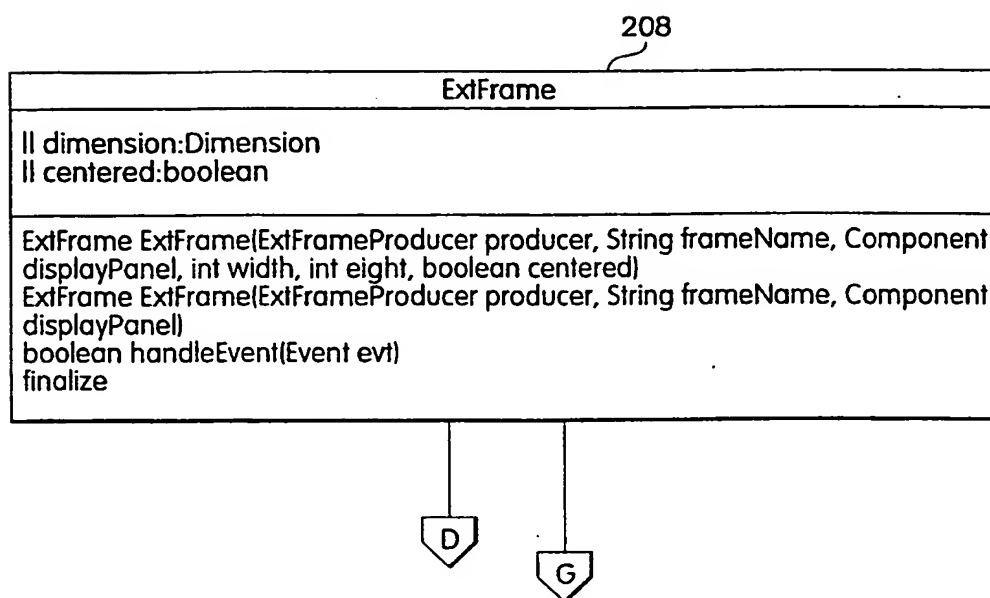 208
ExtFrame
ll dimension:Dimension
ll centered:boolean
ExtFrame ExtFrame(ExtFrameProducer producer, String frameName, Component
displayPanel, int width, int eight, boolean centered)
ExtFrame ExtFrame(ExtFrameProducer producer, String frameName, Component
displayPanel)
boolean handleEvent(Event evt)
finalize
D
G